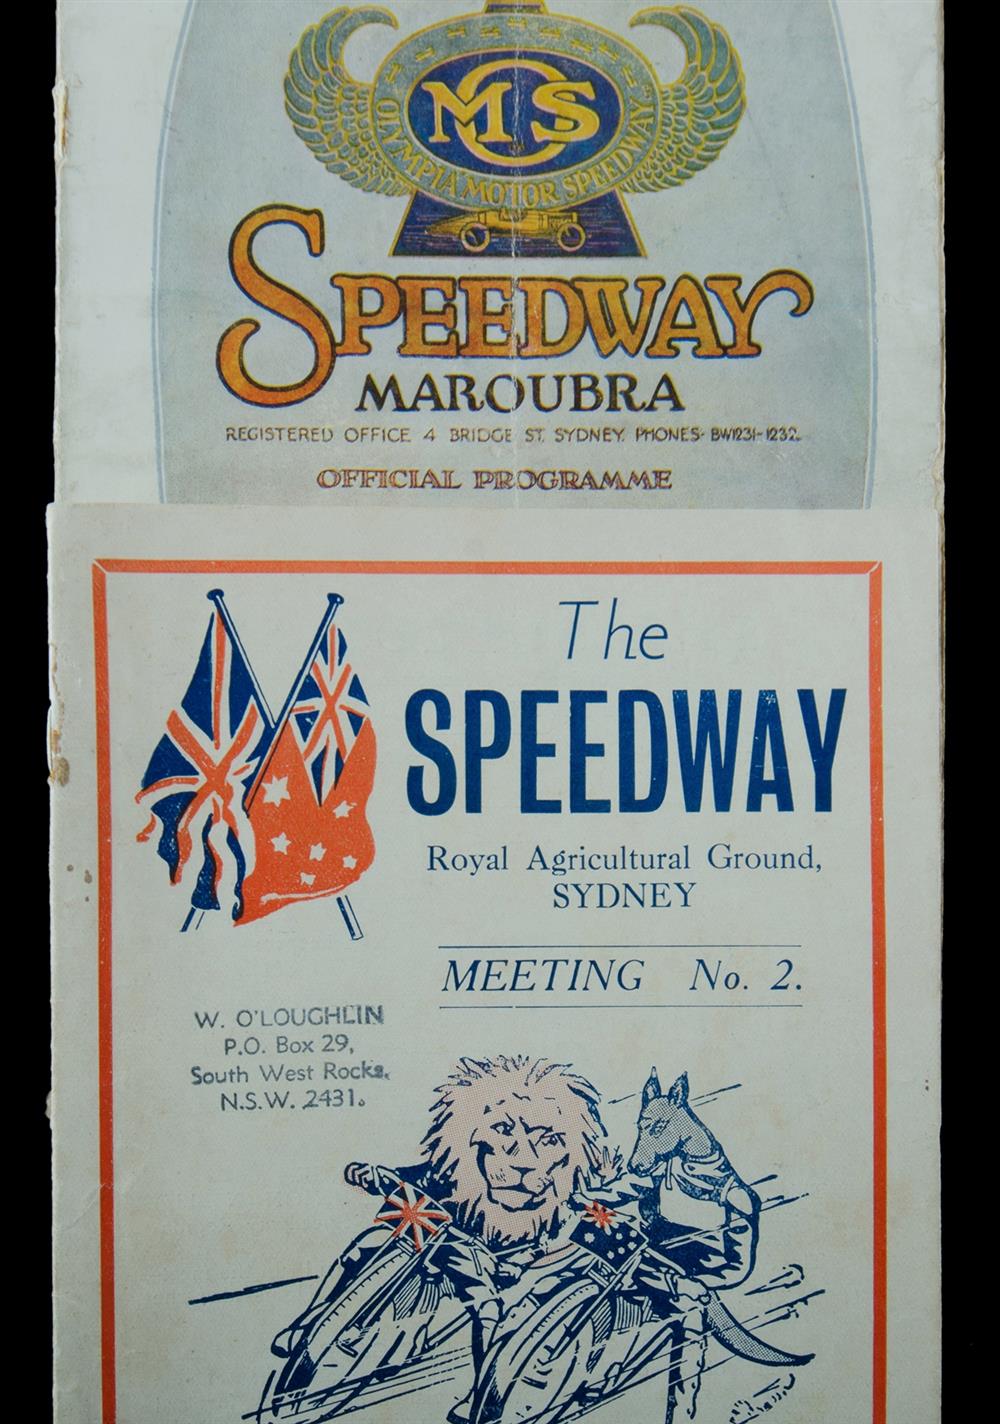 OMS
OLYMPIA MOTOR SPEEDWAY
SPEEDWAY
MAROUBRA
REGISTERED OFFICE 4 BRIDGE ST. SYDNEY. PHONES- BW1231-1232.
OFFICIAL PROGRAMME
The
SPEEDWAY
Royal Agricultural Ground,
SYDNEY
MEETING No. 2.
W. O'LOUGHLIN
P.O. Box 29,
South West Rocks,
N.S.W. 2431.